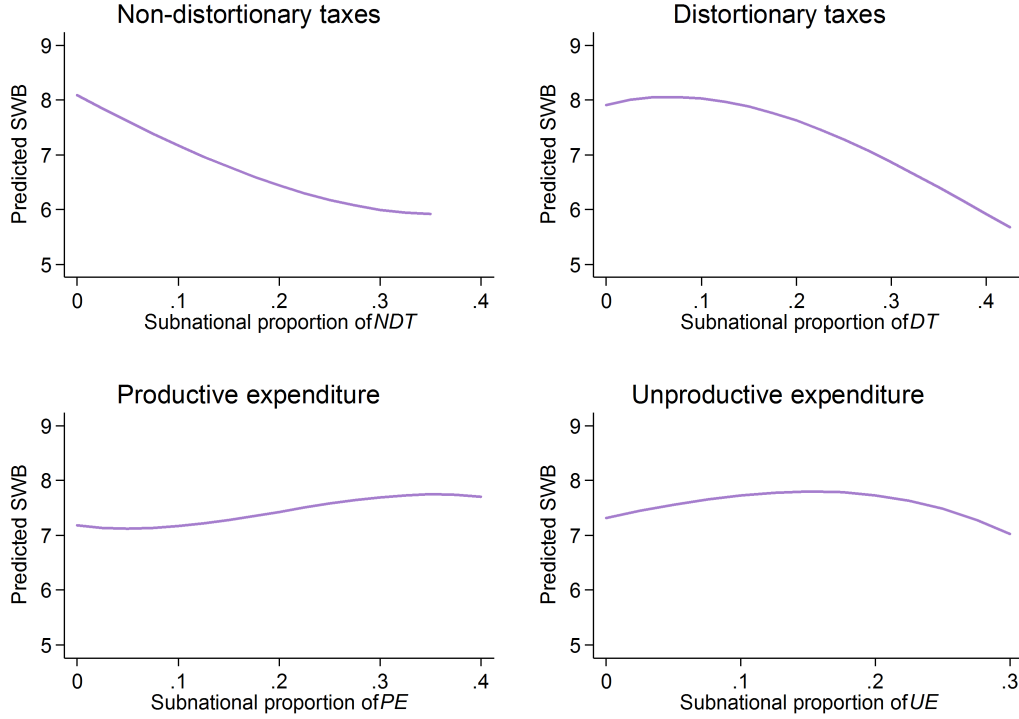 Non-distortionary taxes
Predicted SWB
9
8
7
6
5
0 .1 .2 .3 .4
Subnational proportion of NDT
Distortionary taxes
Predicted SWB
9
8
7
6
5
0 .1 .2 .3 .4
Subnational proportion of DT
Productive expenditure
Predicted SWB
9
8
7
6
5
0 .1 .2 .3 .4
Subnational proportion of PE
Unproductive expenditure
Predicted SWB
9
8
7
6
5
0 .1 .2 .3
Subnational proportion of UE